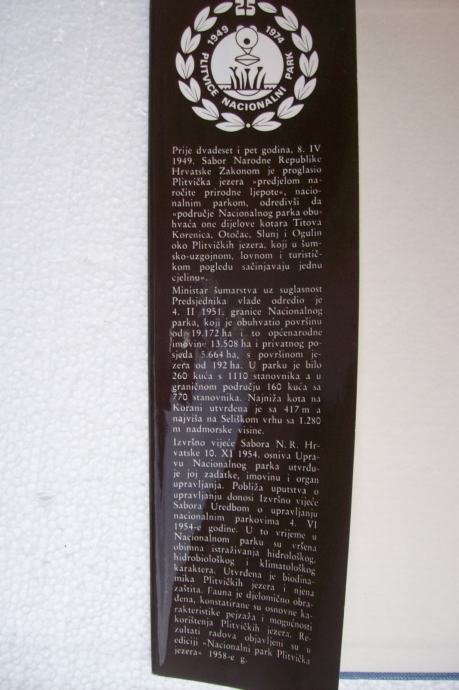 25
1949 1974
PLITVICE NACIONALNI PARK
Prije dvadeset i pet godina, 8. IV
1949. Sabor Narodne Republike
Hrvatske Zakonom je proglasio
Plitvička jezera »predjelom na-
ročite prirodne ljepote«, nacio-
nalnim parkom, odredivši da
»područje Nacionalnog parka obu-
hvaća one dijelove kotara Titova
Korenica, Otočac, Slunj i Ogulin
oko Plitvičkih jezera, koji u šum-
sko-uzgojnom, lovnom i turistič-
kom pogledu sačinjavaju jednu
cjelinu«.
Ministar šumarstva uz suglasnost
Predsjednika vlade odredio je
4. II 1951. granice Nacionalnog
parka, koji je obuhvatio površinu
od 19.172 ha i to općenarodne
imovine 13.508 ha i privatnog po-
sjeda 5.664 ha, s površinom je-
zera od 192 ha. U parku je bilo
260 kuća s 1110 stanovnika a u
graničnom području 160 kuća sa
770 stanovnika. Najniža kota na
Korani utvrđena je sa 417 m a
najviša na Seliškom vrhu sa 1.280
m nadmorske visine.
Izvršno vijeće Sabora N. R. Hr-
vatske 10. XI 1954. osniva Upra-
vu Nacionalnog parka utvrđu-
je joj zadatke, imovinu i organ
upravljanja. Pobliža uputstva o
upravljanju donosi Izvršno vijeće
Sabora Uredbom o upravljanju
nacionalnim parkovima 4. VI
1954-e godine. U to vrijeme u
Nacionalnom parku su vršena
obimna istraživanja hidrološkog,
hidrobiološkog i klimatološkog
karaktera. Utvrđena je biodina-
mika Plitvičkih jezera i njena
zaštita. Fauna je djelomično obra-
đena, konstatirane su osnovne ka-
rakteristike pejzaža i mogućnosti
korištenja Plitvičkih jezera. Re-
zultati radova objavljeni su u
ediciji »Nacionalni park Plitvička
jezera« 1958-e g.